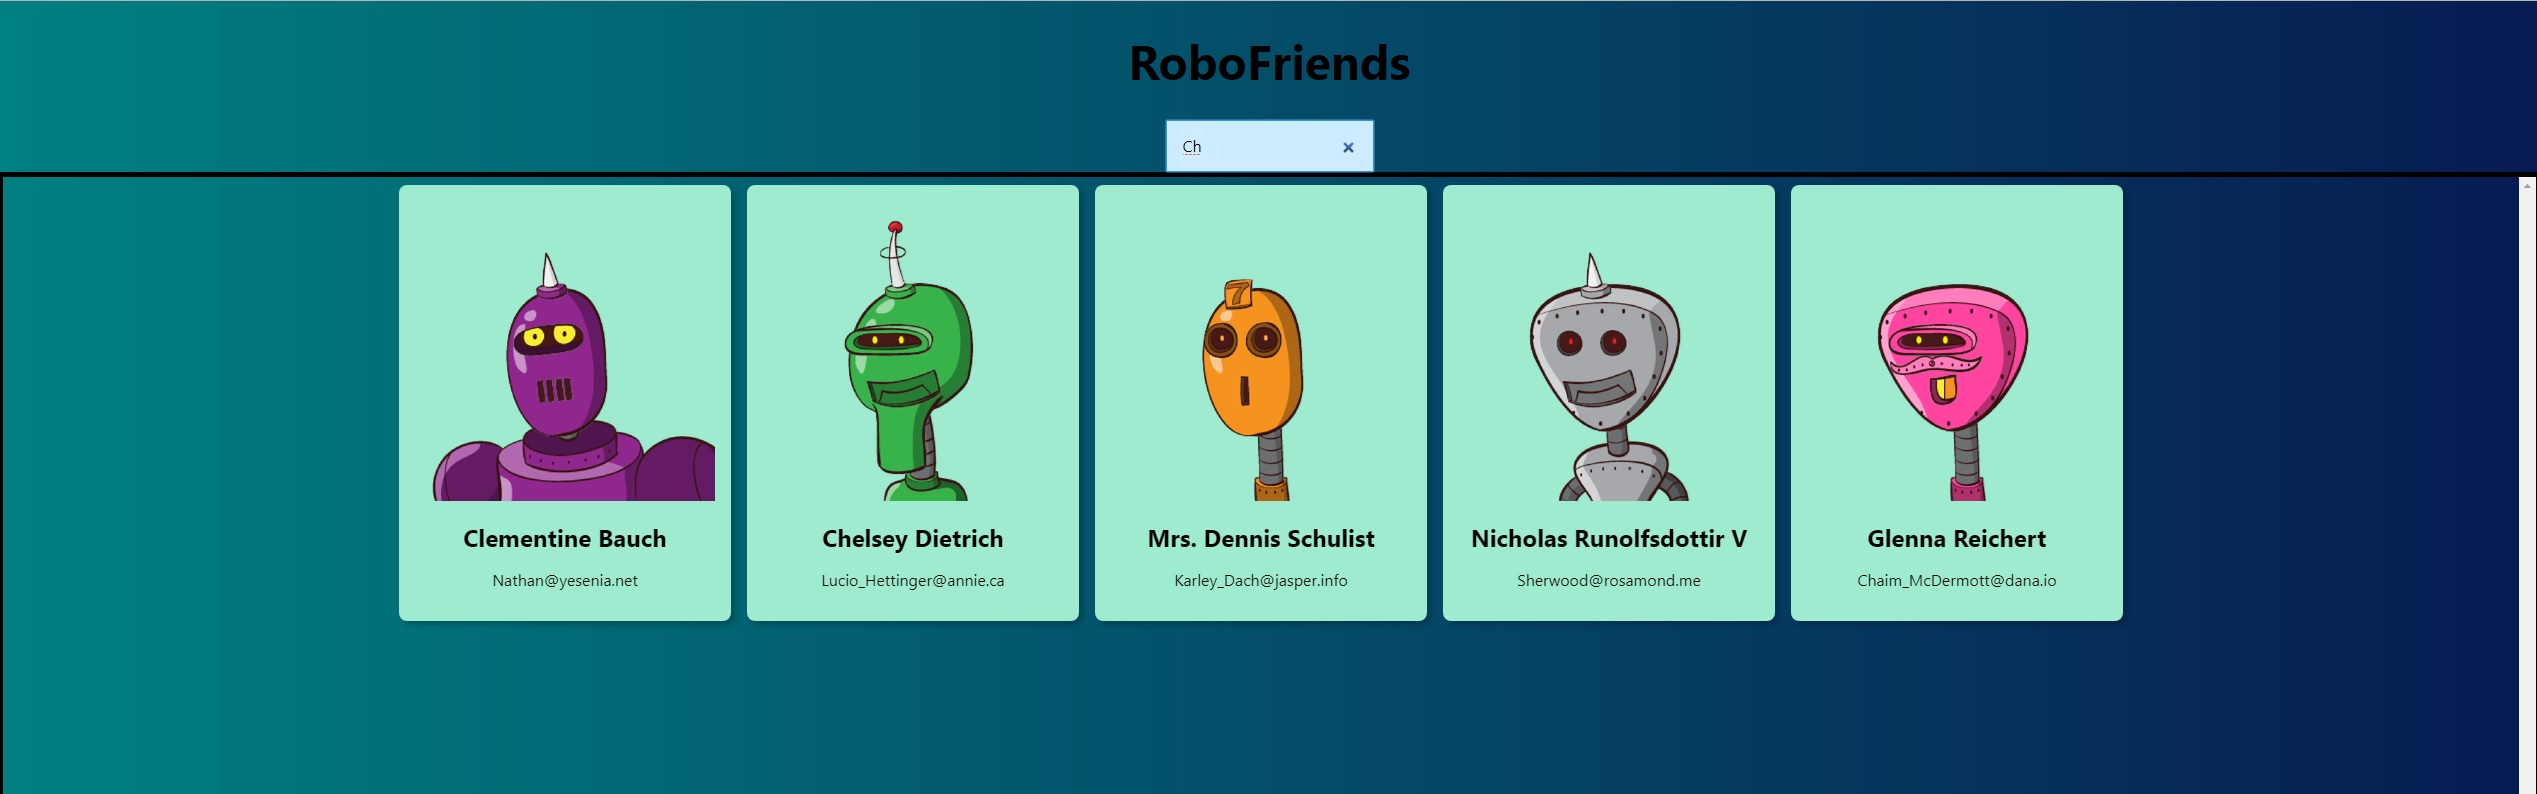 RoboFriends
Ch
7
Clementine Bauch
Nathan@yesenia.net
Chelsey Dietrich
Lucio_Hettinger@annie.ca
Mrs. Dennis Schulist
Karley_Dach@jasper.info
Nicholas Runolfsdottir V
Sherwood@rosamond.me
Glenna Reichert
Chaim_McDermott@dana.io